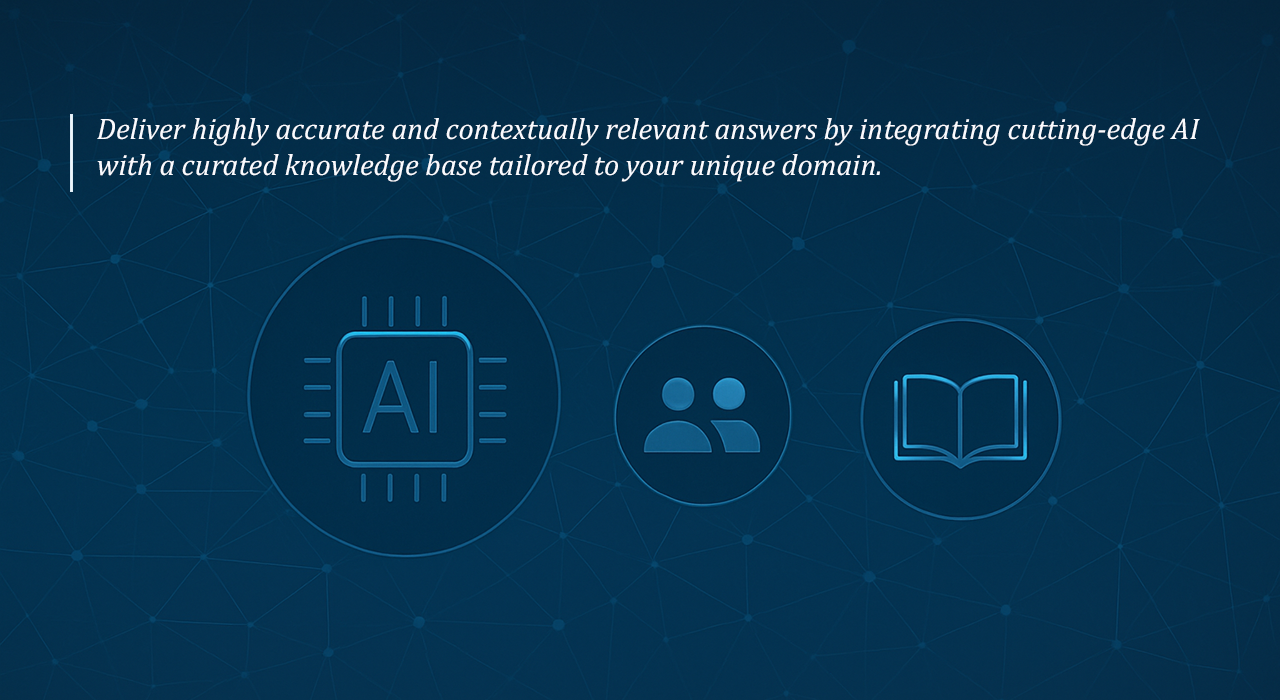 Deliver highly accurate and contextually relevant answers by integrating cutting-edge AI
with a curated knowledge base tailored to your unique domain.
AI